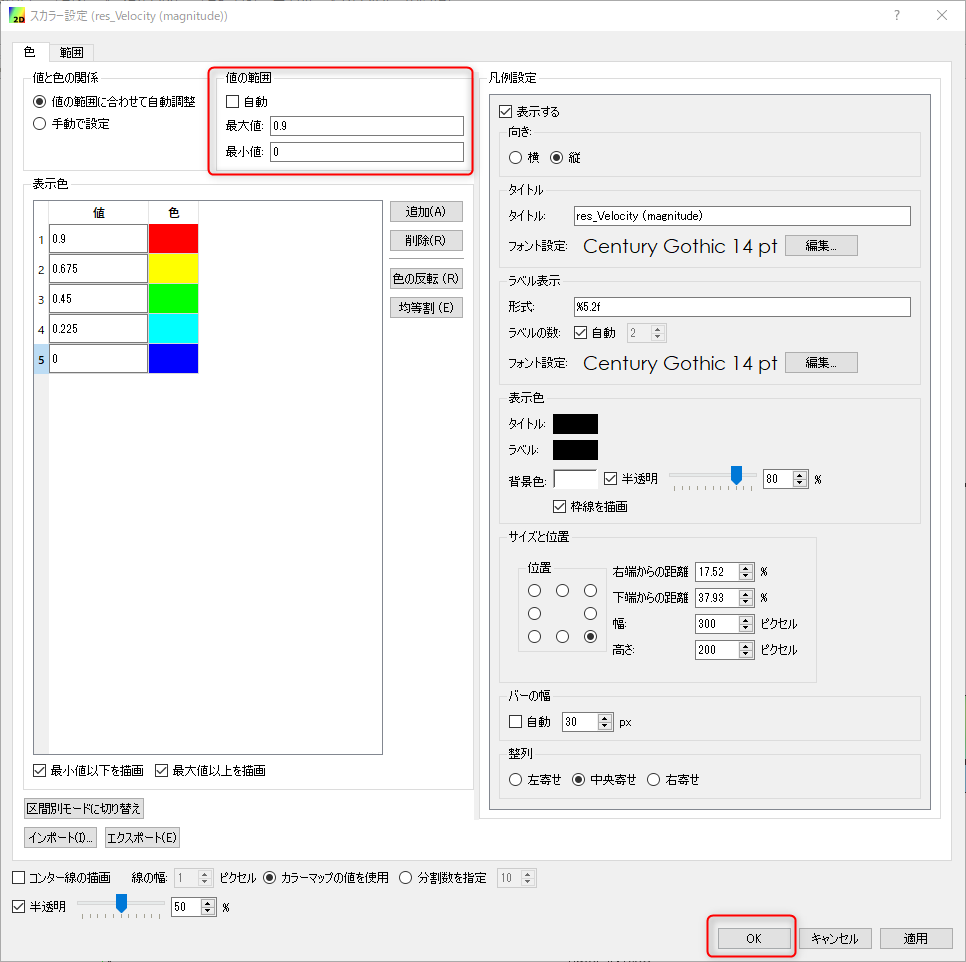 2D スカラー設定 (res_Velocity (magnitude))
色 範囲
値と色の関係
値の範囲に合わせて自動調整
手動で設定
値の範囲
自動
最大値: 0.9
最小値: 0
表示色
値 色
1 0.9
2 0.675
3 0.45
4 0.225
5 0
追加(A)
削除(R)
色の反転 (R)
均等割 (E)
最小値以下を描画 最大値以上を描画
区間別モードに切り替え
インポート(I)... エクスポート(E)
凡例設定
表示する
向き:
横 縦
タイトル
タイトル: res_Velocity (magnitude)
フォント設定: Century Gothic 14 pt 編集...
ラベル表示
形式: %5.2f
ラベルの数: 自動 2
フォント設定: Century Gothic 14 pt 編集...
表示色
タイトル:
ラベル:
背景色: 半透明 80 %
枠線を描画
サイズと位置
位置
右端からの距離 17.52 %
下端からの距離 37.93 %
幅: 300 ピクセル
高さ: 200 ピクセル
バーの幅
自動 30 px
整列
左寄せ 中央寄せ 右寄せ
コンター線の描画 線の幅: 1 ピクセル カラーマップの値を使用 分割数を指定 10
半透明 50 %
OK キャンセル 適用